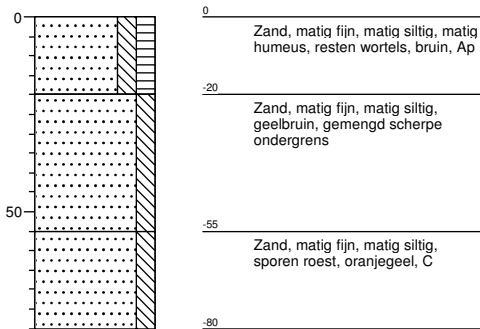 0
0
Zand, matig fijn, matig siltig, matig
humeus, resten wortels, bruin, Ap
-20
Zand, matig fijn, matig siltig,
geelbruin, gemengd scherpe
ondergrens
50
-55
Zand, matig fijn, matig siltig,
sporen roest, oranjegeel, C
-80